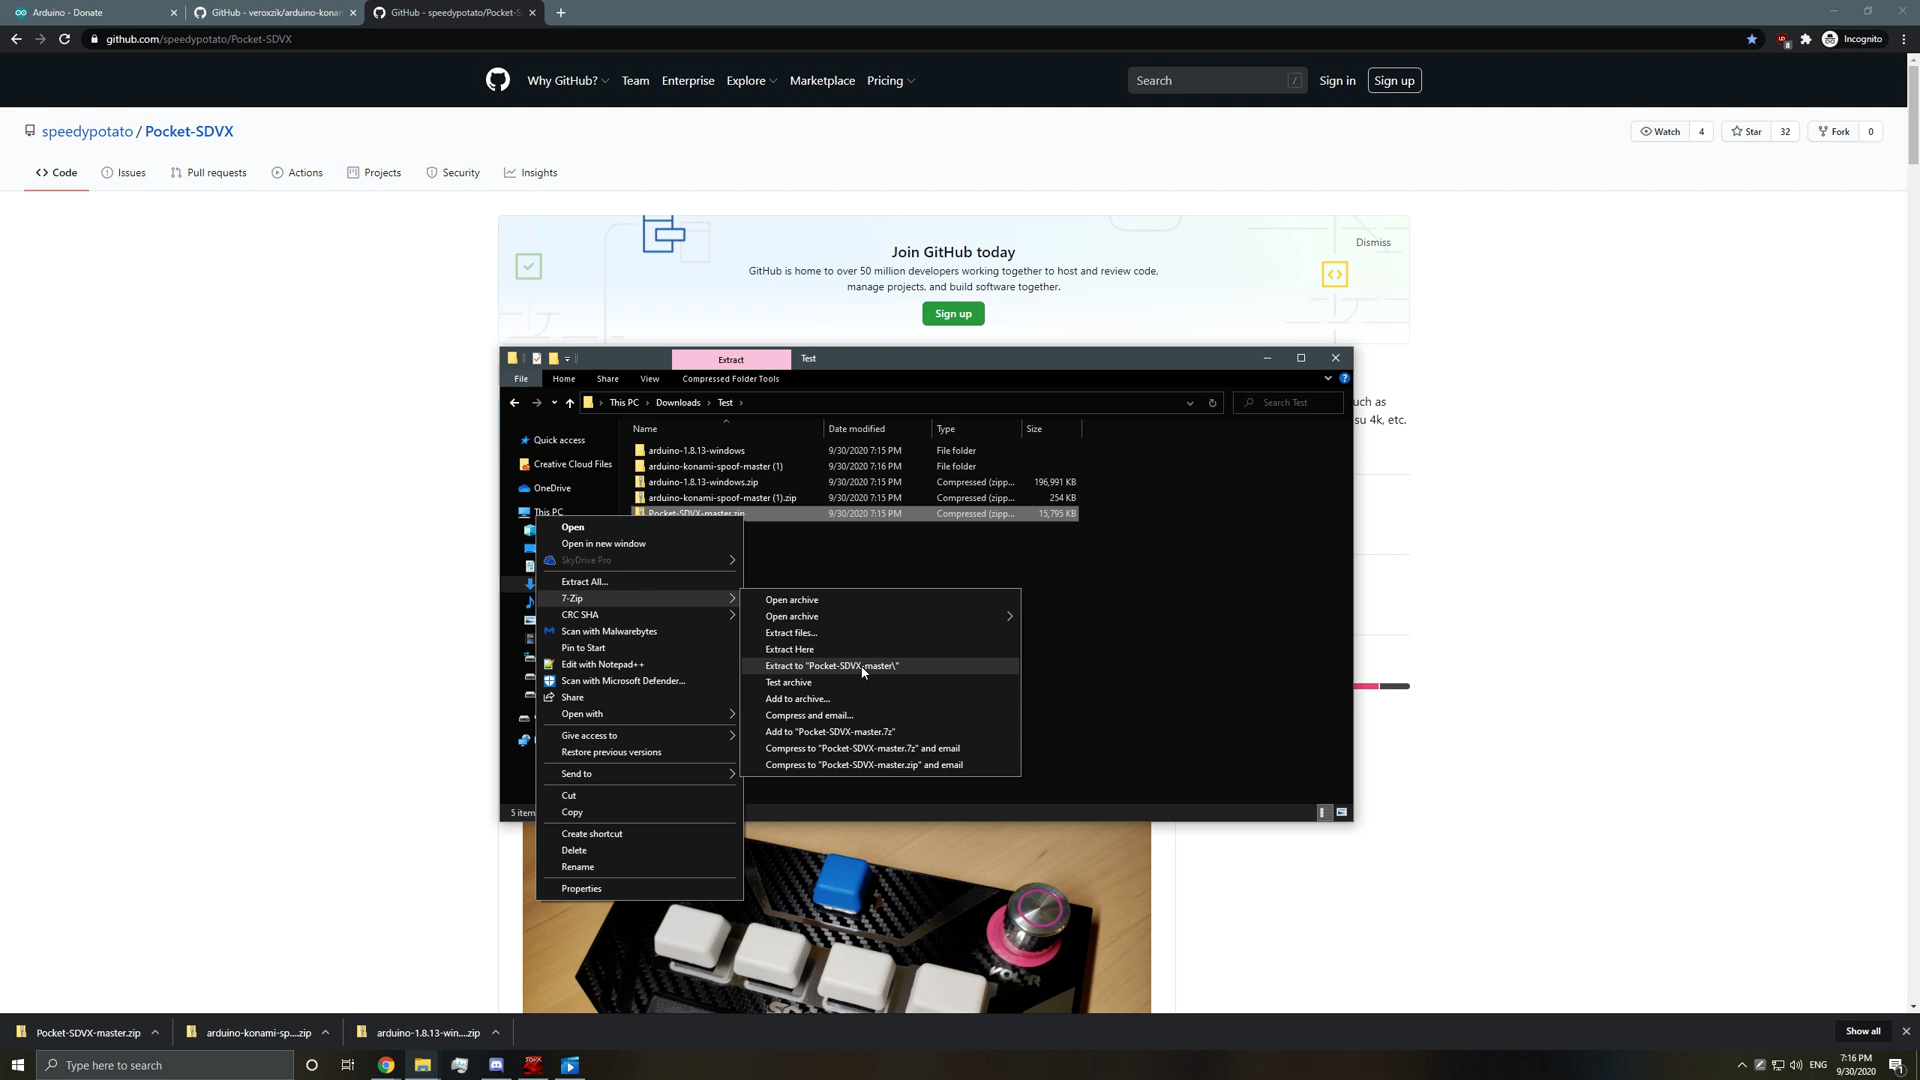 Arduino - Donate
GitHub - veroxzik/arduino-konam
GitHub - speedypotato/Pocket-S
github.com/speedypotato/Pocket-SDVX
8
Incognito
Why GitHub?
Team
Enterprise
Explore
Marketplace
Pricing
Search
/
Sign in
Sign up
speedypotato / Pocket-SDVX
Watch 4
Star 32
Fork 0
Code
Issues
Pull requests
Actions
Projects
Security
Insights
Join GitHub today
Dismiss
GitHub is home to over 50 million developers working together to host and review code,
manage projects, and build software together.
Sign up
Extract
Test
File
Home
Share
View
Compressed Folder Tools
This PC
Downloads
Test
Search Test
uch as
su 4k, etc.
Name
Date modified
Type
Size
Quick access
Creative Cloud Files
OneDrive
This PC
arduino-1.8.13-windows 9/30/2020 7:15 PM File folder
arduino-konami-spoof-master (1) 9/30/2020 7:16 PM File folder
arduino-1.8.13-windows.zip 9/30/2020 7:15 PM Compressed (zipp... 196,991 KB
arduino-konami-spoof-master (1).zip 9/30/2020 7:15 PM Compressed (zipp... 254 KB
Pocket-SDVX-master.zip 9/30/2020 7:15 PM Compressed (zipp... 15,795 KB
Open
Open in new window
SkyDrive Pro
Extract All...
7-Zip
CRC SHA
Scan with Malwarebytes
Pin to Start
Edit with Notepad++
Scan with Microsoft Defender...
Share
Open with
Give access to
Restore previous versions
Send to
Cut
Copy
Create shortcut
Delete
Rename
Properties
Open archive
Open archive
Extract files...
Extract Here
Extract to "Pocket-SDVX-master\"
Test archive
Add to archive...
Compress and email...
Add to "Pocket-SDVX-master.7z"
Compress to "Pocket-SDVX-master.7z" and email
Compress to "Pocket-SDVX-master.zip" and email
5 item
VOL-R
Pocket-SDVX-master.zip
arduino-konami-sp....zip
arduino-1.8.13-win....zip
Show all
Type here to search
ENG
7:16 PM
9/30/2020
1